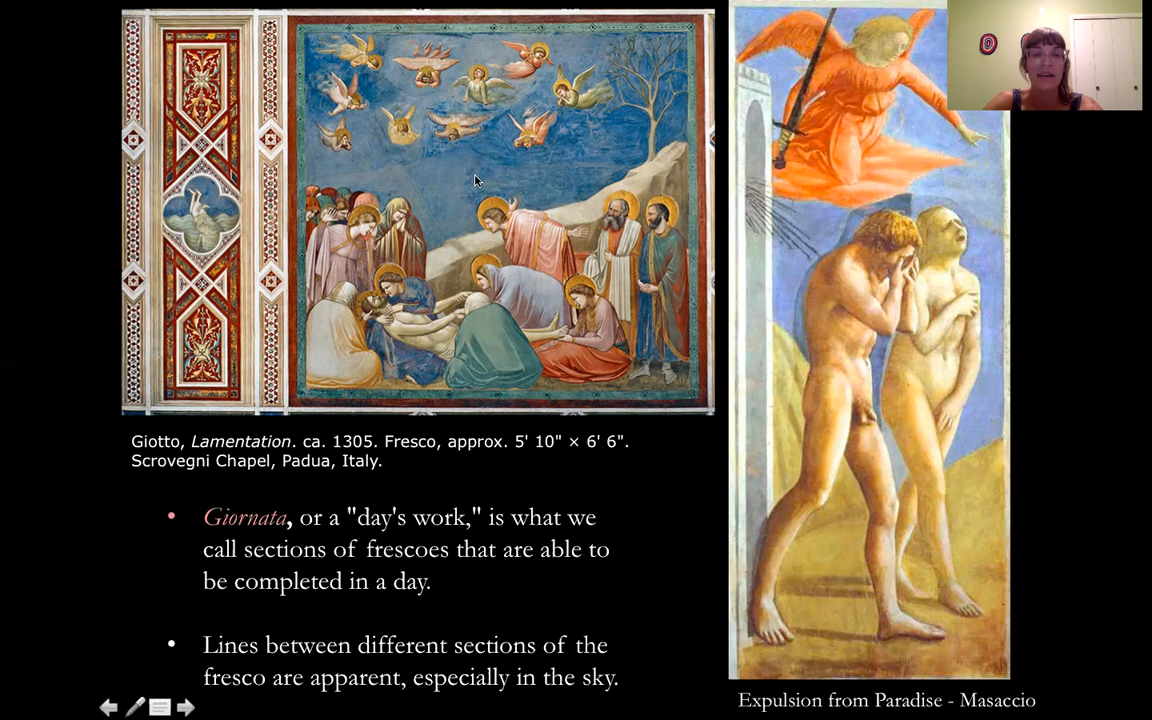 Giotto, Lamentation. ca. 1305. Fresco, approx. 5' 10" × 6' 6".
Scrovegni Chapel, Padua, Italy.
• Giornata, or a "day's work," is what we
call sections of frescoes that are able to
be completed in a day.
• Lines between different sections of the
fresco are apparent, especially in the sky.
Expulsion from Paradise - Masaccio